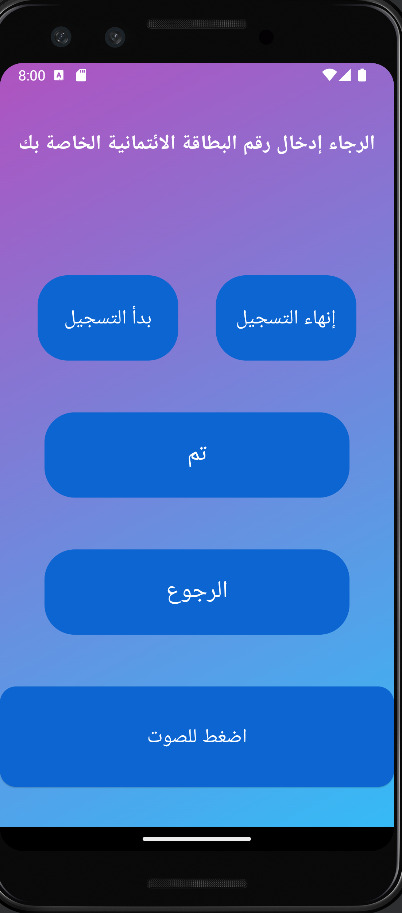 8:00
الرجاء إدخال رقم البطاقة الائتمانية الخاصة بك
إنهاء التسجيل
بدأ التسجيل
تم
الرجوع
اضغط للصوت